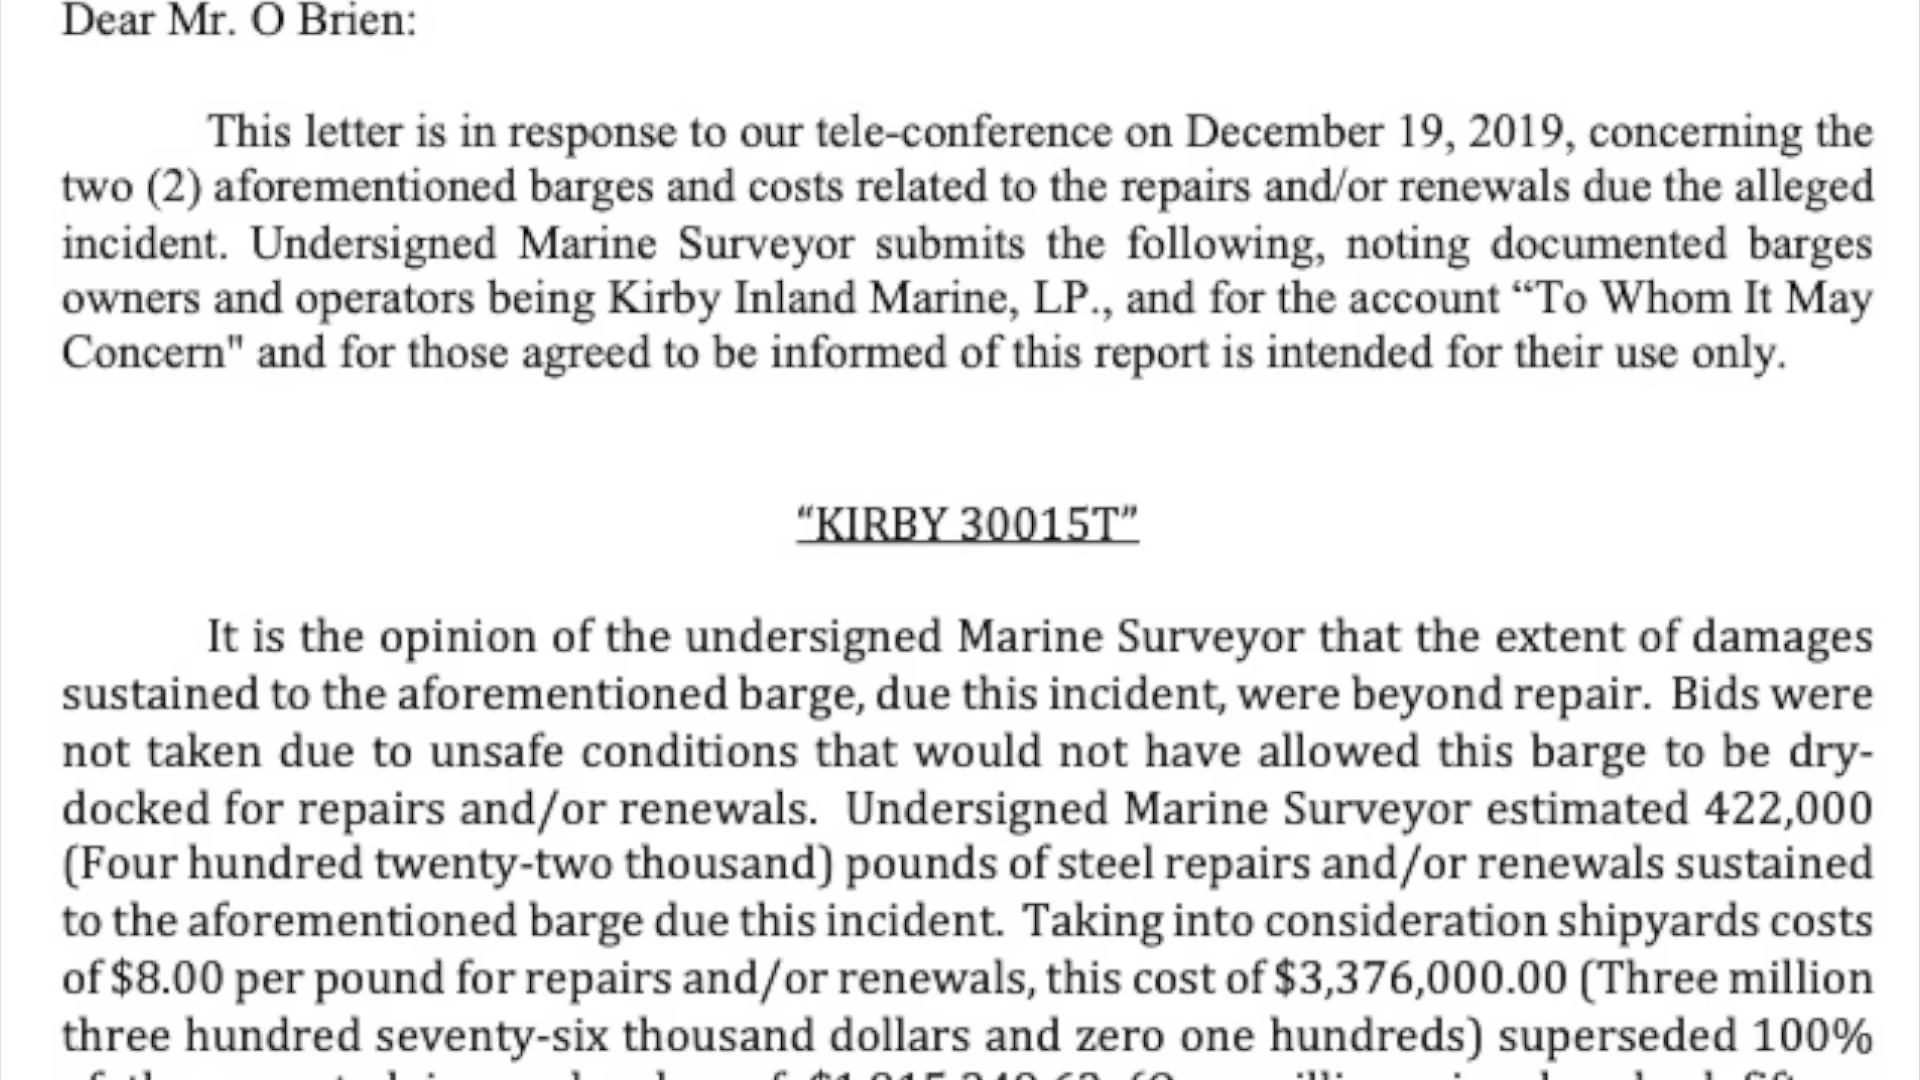 Dear Mr. O Brien:
This letter is in response to our tele-conference on December 19, 2019, concerning the
two (2) aforementioned barges and costs related to the repairs and/or renewals due the alleged
incident. Undersigned Marine Surveyor submits the following, noting documented barges
owners and operators being Kirby Inland Marine, LP., and for the account “To Whom It May
Concern" and for those agreed to be informed of this report is intended for their use only.
“KIRBY 30015T”
It is the opinion of the undersigned Marine Surveyor that the extent of damages
sustained to the aforementioned barge, due this incident, were beyond repair. Bids were
not taken due to unsafe conditions that would not have allowed this barge to be dry-
docked for repairs and/or renewals. Undersigned Marine Surveyor estimated 422,000
(Four hundred twenty-two thousand) pounds of steel repairs and/or renewals sustained
to the aforementioned barge due this incident. Taking into consideration shipyards costs
of $8.00 per pound for repairs and/or renewals, this cost of $3,376,000.00 (Three million
three hundred seventy-six thousand dollars and zero one hundreds) superseded 100%